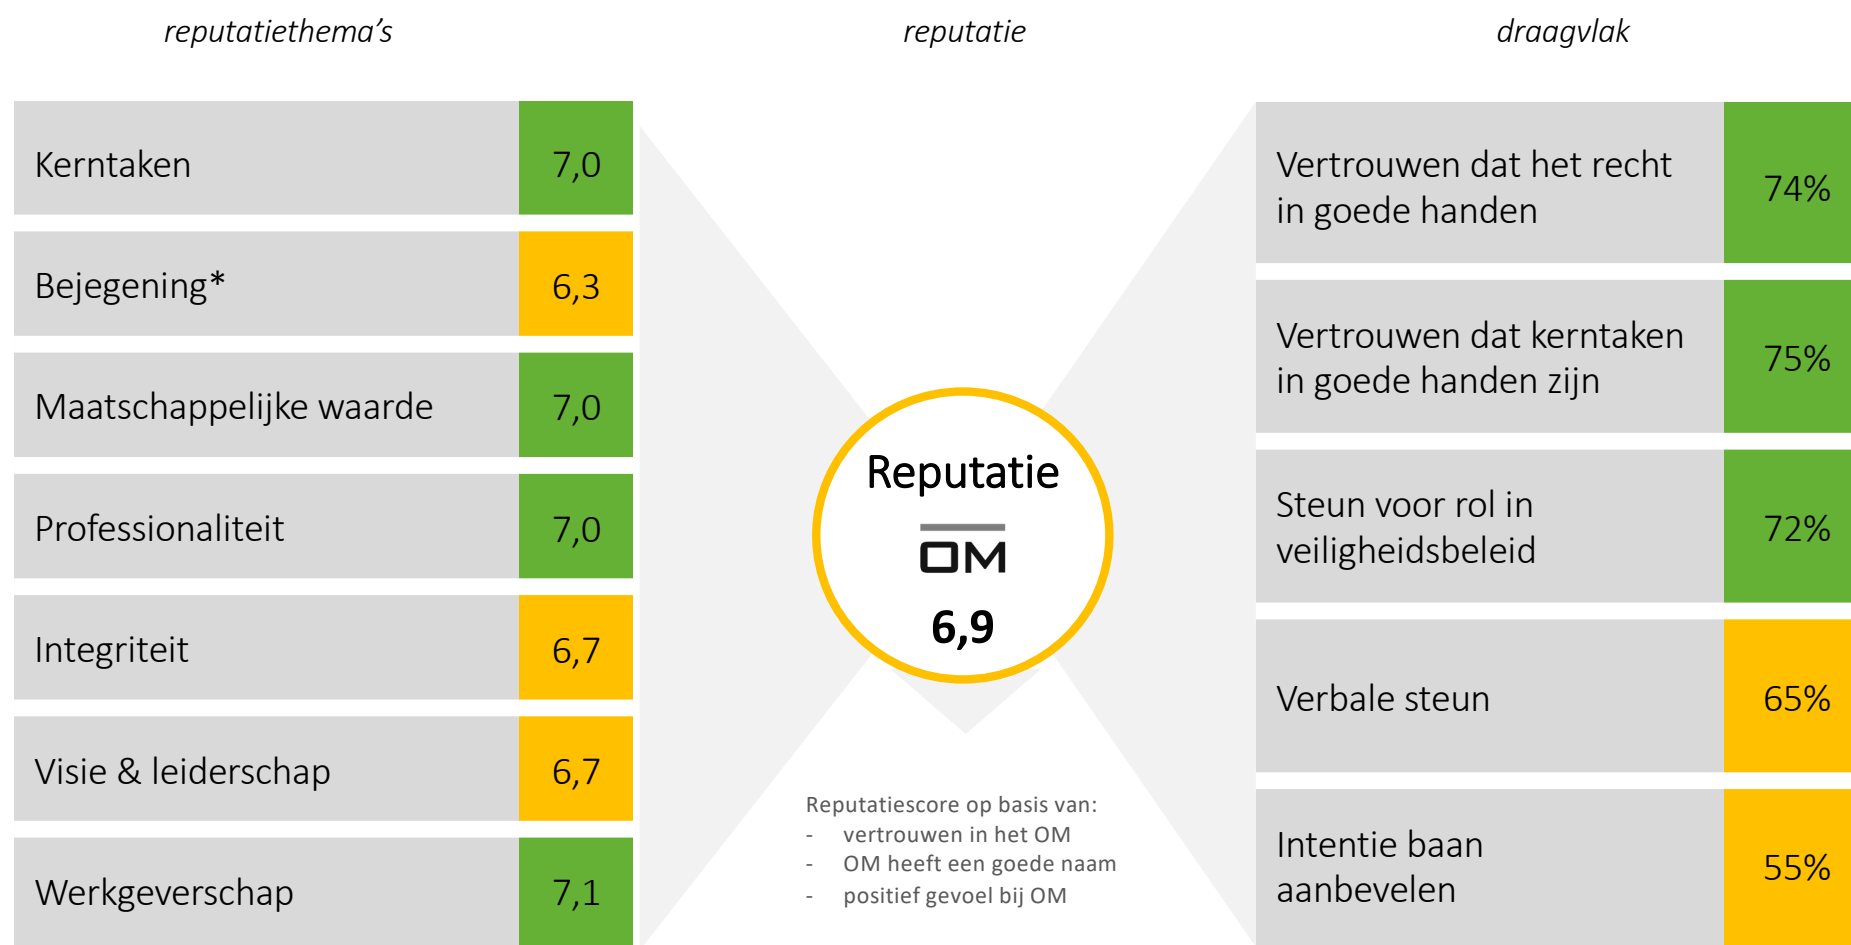 reputatiethema’s
reputatie
draagvlak
Kerntaken
7,0
Bejegening*
6,3
Maatschappelijke waarde
7,0
Professionaliteit
7,0
Integriteit
6,7
Visie & leiderschap
6,7
Werkgeverschap
7,1
Reputatie
OM
6,9
Reputatiescore op basis van:
- vertrouwen in het OM
- OM heeft een goede naam
- positief gevoel bij OM
Vertrouwen dat het recht
in goede handen
74%
Vertrouwen dat kerntaken
in goede handen zijn
75%
Steun voor rol in
veiligheidsbeleid
72%
Verbale steun
65%
Intentie baan
aanbevelen
55%